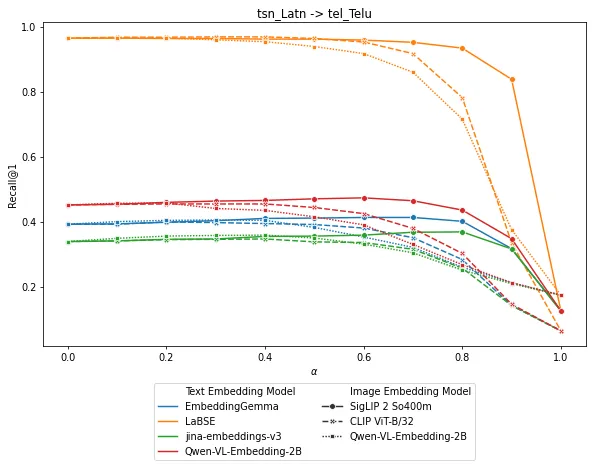 tsn_Latn -> tel_Telu
1.0
0.8
0.6
0.4
0.2
Recall@1
0.0 0.2 0.4 0.6 0.8 1.0
α
Text Embedding Model Image Embedding Model
EmbeddingGemma SigLIP 2 So400m
LaBSE CLIP ViT-B/32
jina-embeddings-v3 Qwen-VL-Embedding-2B
Qwen-VL-Embedding-2B